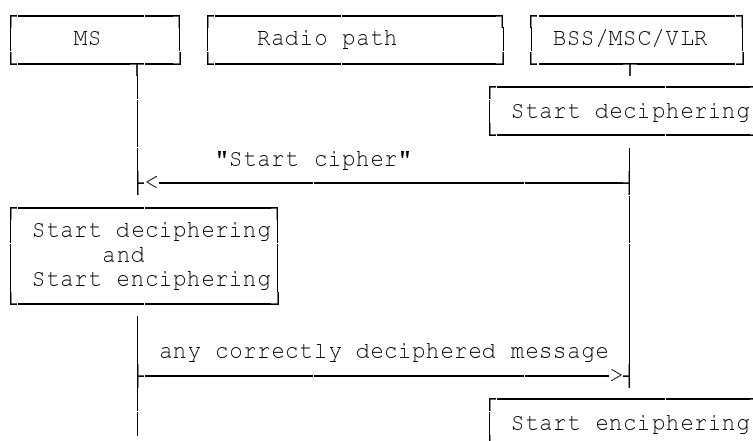 MS
Radio path
BSS/MSC/VLR
Start deciphering
"Start cipher"
Start deciphering
and
Start enciphering
any correctly deciphered message
Start enciphering